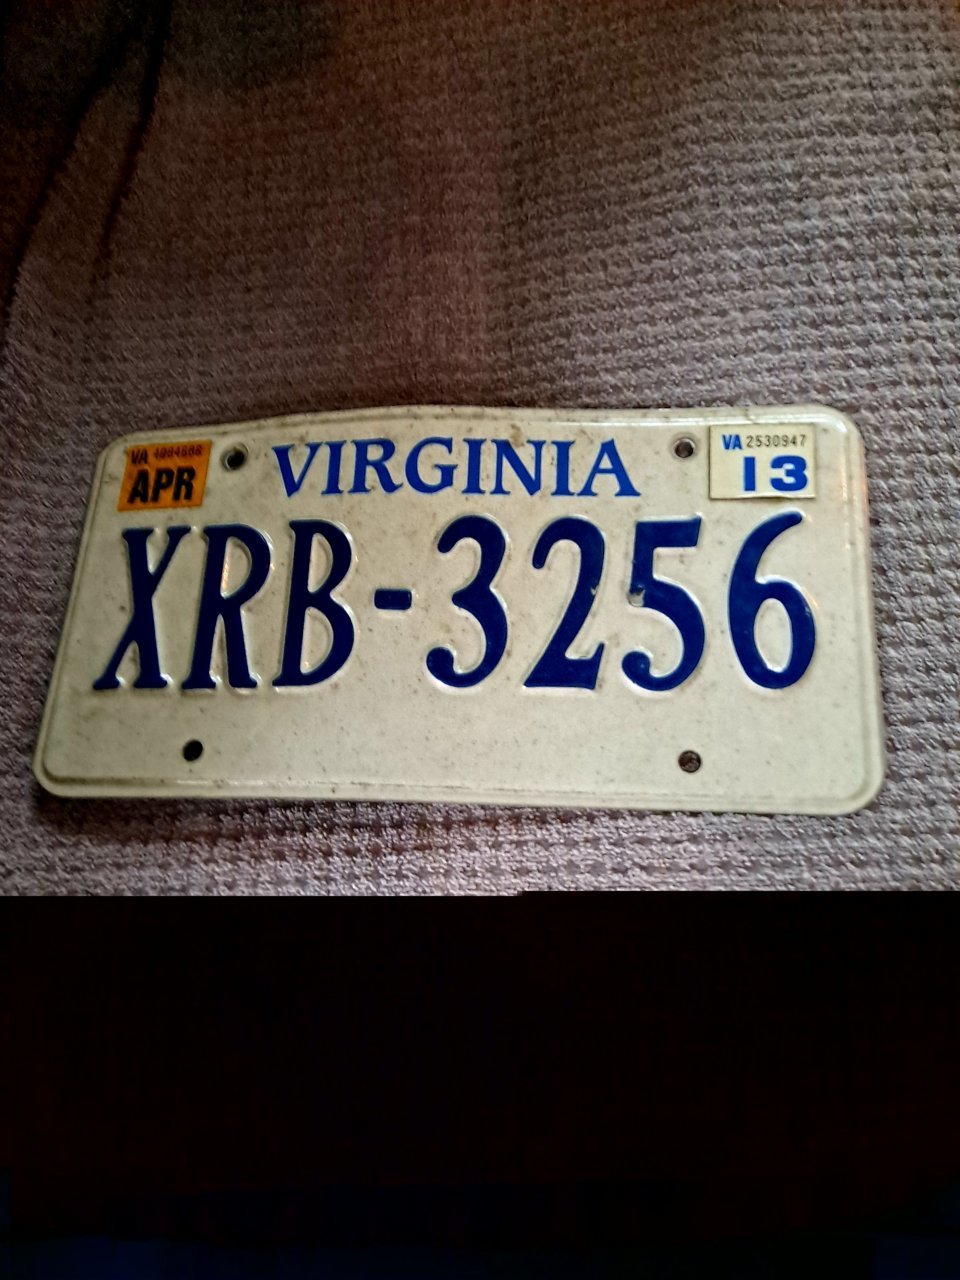 VA
APR
VIRGINIA
VA 2530947
13
XRB-3256